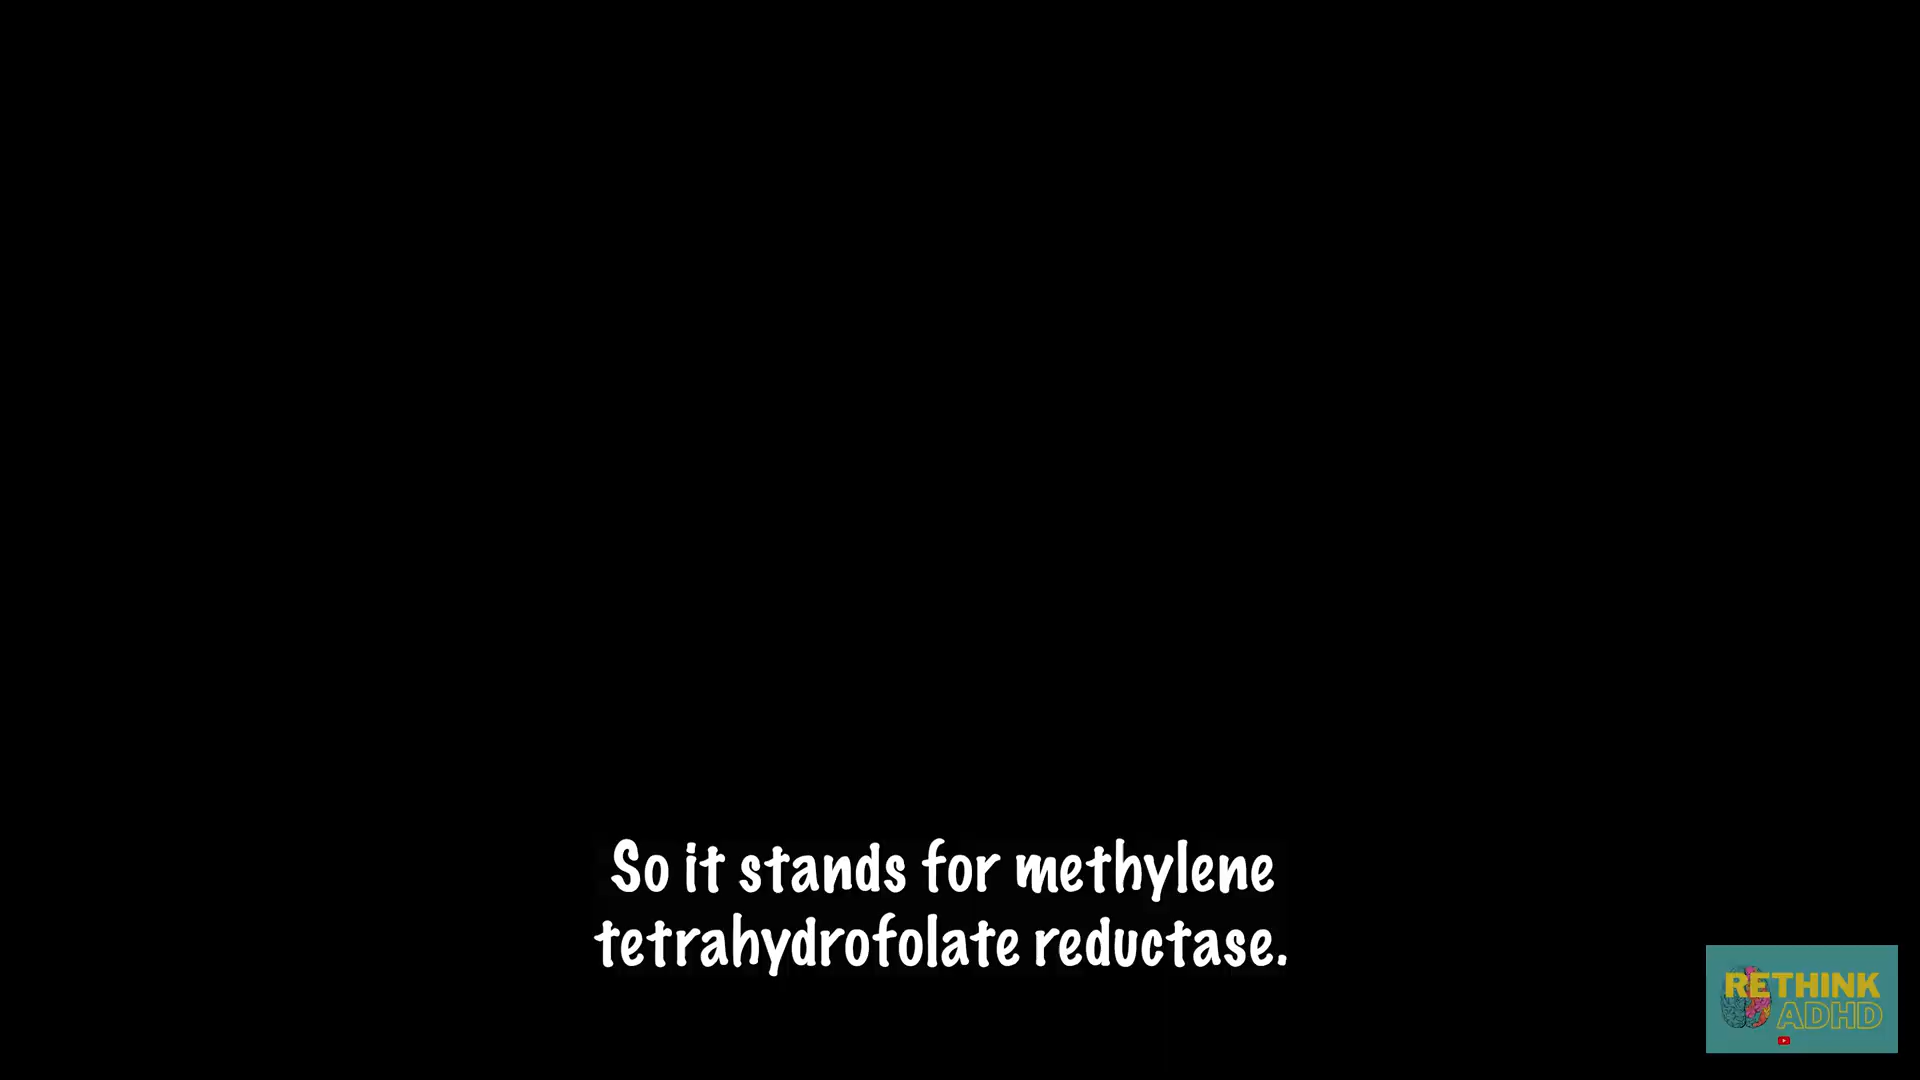 So it stands for methylene
tetrahydrofolate reductase.
RETHINK
ADHD